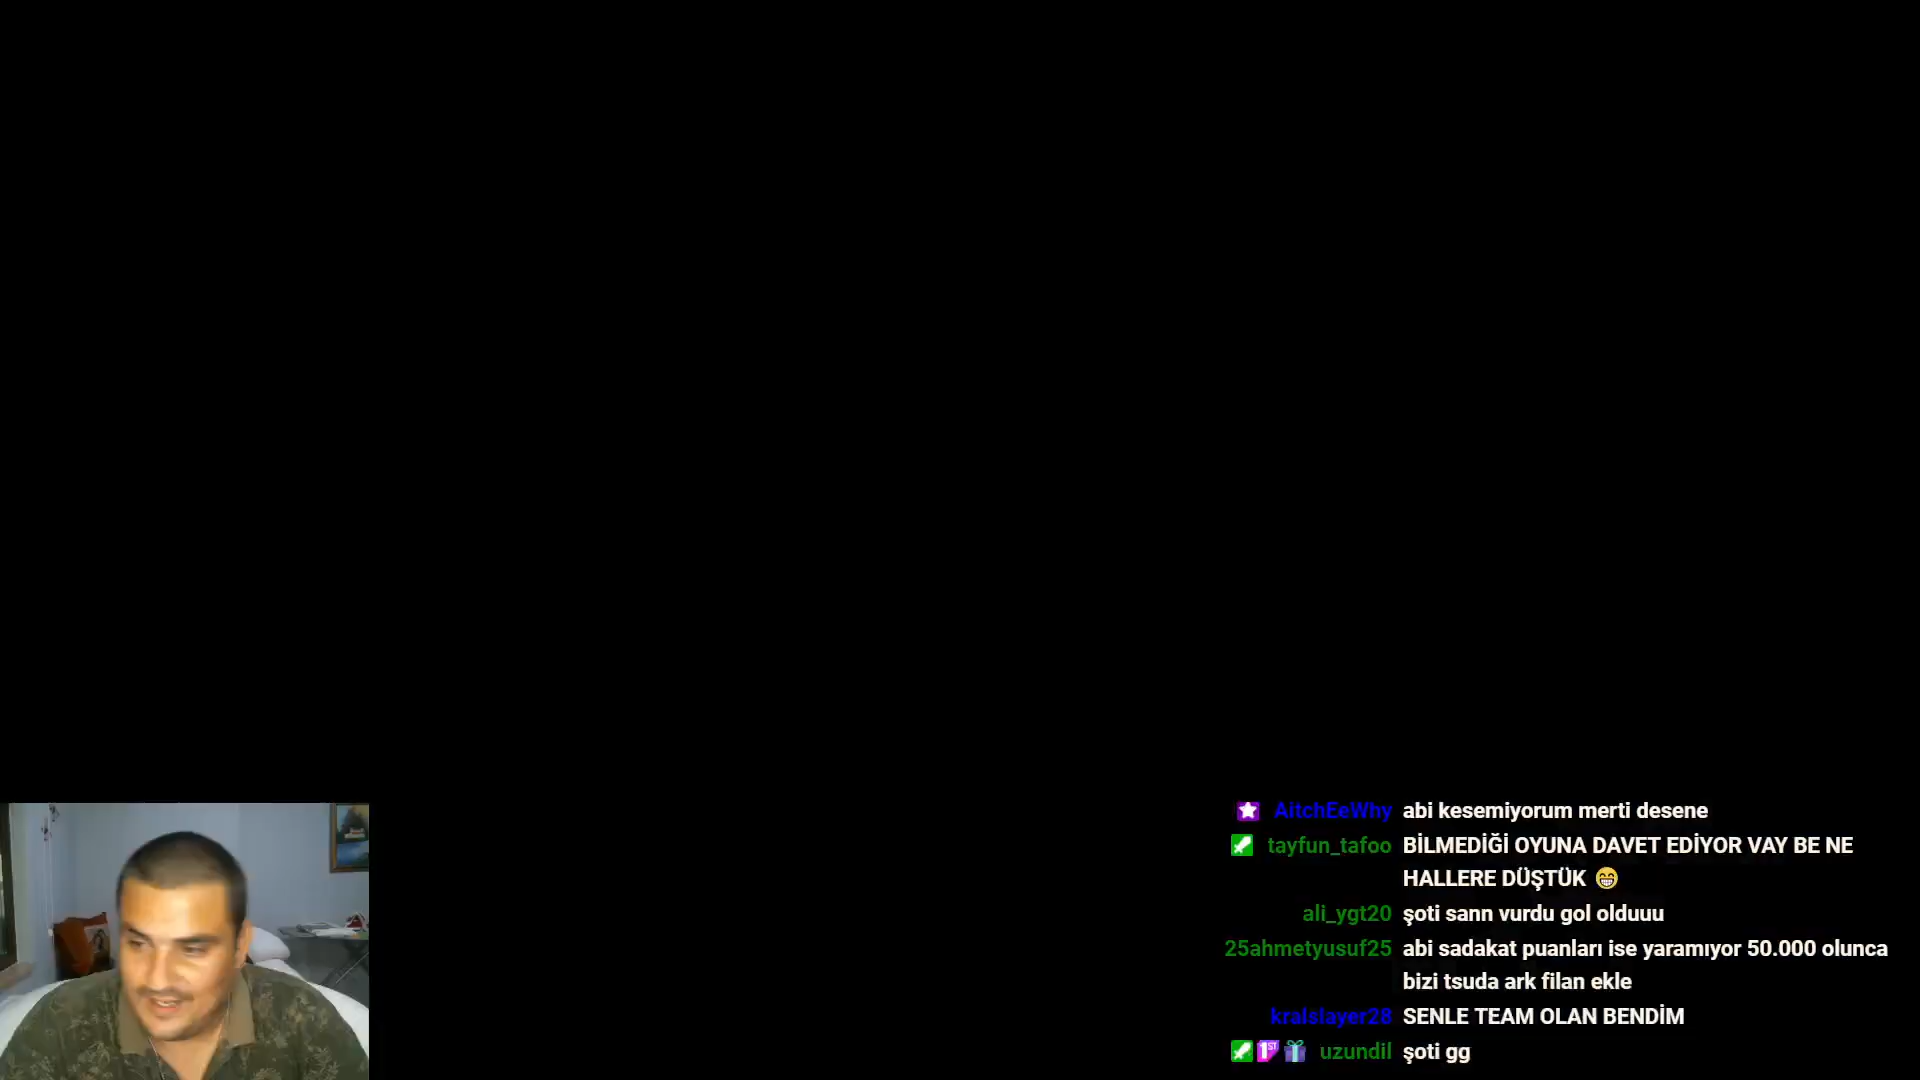 AitchEeWhy abi kesemiyorum merti desene
tayfun_tafoo BİLMEDİĞİ OYUNA DAVET EDİYOR VAY BE NE
HALLERE DÜŞTÜK 😁
ali_ygt20 şoti sann vurdu gol olduuu
25ahmetyusuf25 abi sadakat puanları ise yaramıyor 50.000 olunca
bizi tsuda ark filan ekle
kralslayer28 SENLE TEAM OLAN BENDİM
1ST uzundil şoti gg